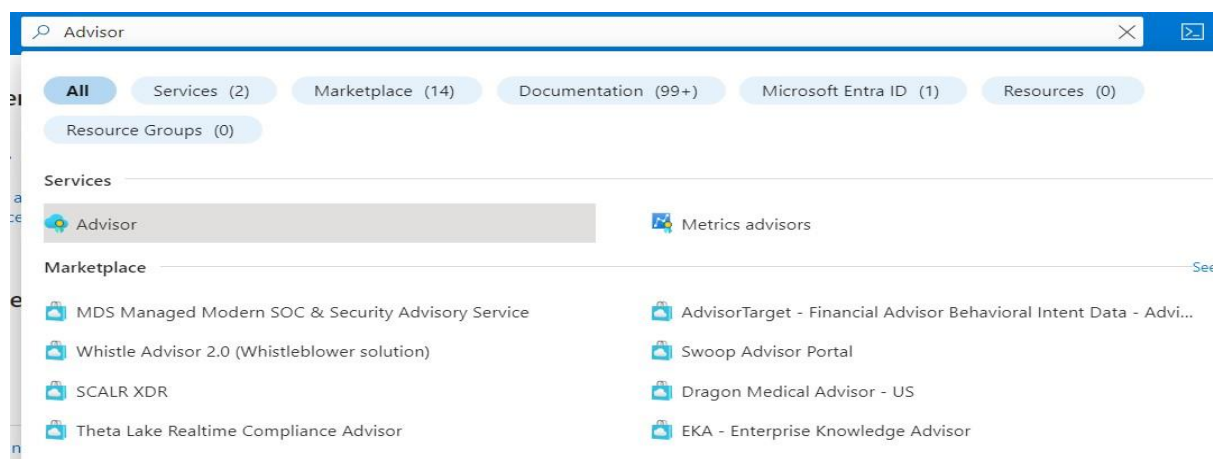 Advisor
All Services (2) Marketplace (14) Documentation (99+) Microsoft Entra ID (1) Resources (0)
Resource Groups (0)
Services
Advisor Metrics advisors
Marketplace See
MDS Managed Modern SOC & Security Advisory Service AdvisorTarget - Financial Advisor Behavioral Intent Data - Advi...
Whistle Advisor 2.0 (Whistleblower solution) Swoop Advisor Portal
SCALR XDR Dragon Medical Advisor - US
Theta Lake Realtime Compliance Advisor EKA - Enterprise Knowledge Advisor